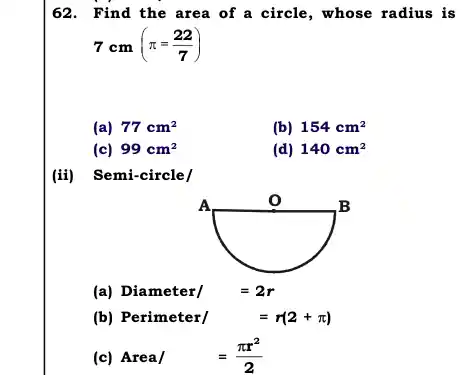 62. Find the area of a circle, whose radius is
7 cm (π = 22/7)
(a) 77 cm² (b) 154 cm²
(c) 99 cm² (d) 140 cm²
(ii) Semi-circle/
A O B
(a) Diameter/ = 2r
(b) Perimeter/ = r(2 + π)
(c) Area/ = πr²/2